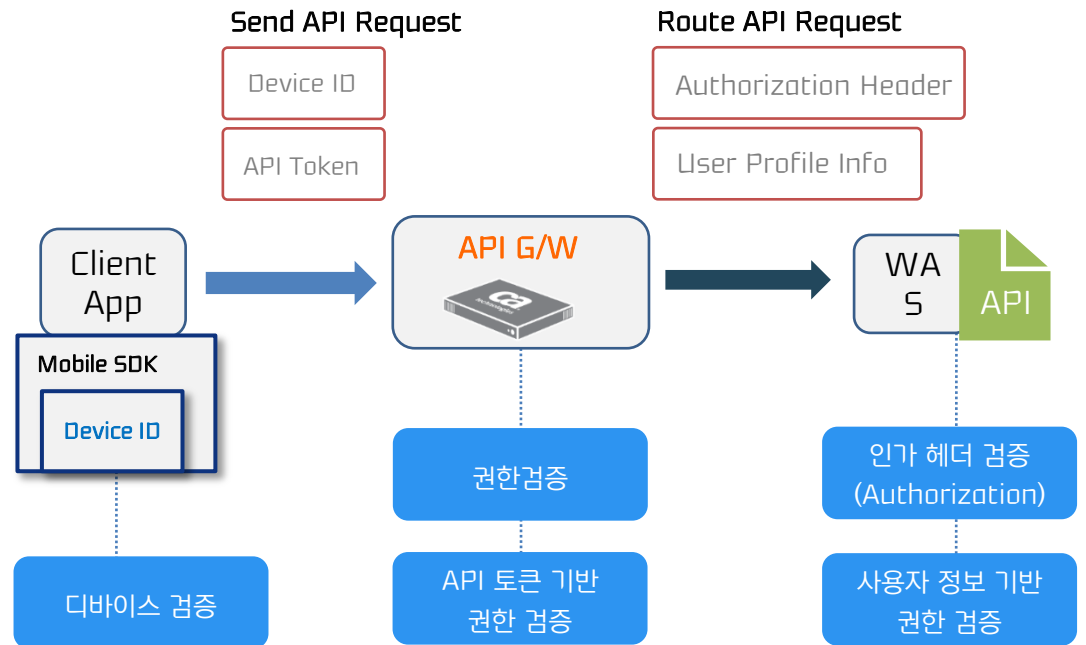 Send API Request
Route API Request
Device ID
API Token
Authorization Header
User Profile Info
Client
App
Mobile SDK
Device ID
API G/W
ca
technologies
WA
S
API
디바이스 검증
권한검증
API 토큰 기반
권한 검증
인가 헤더 검증
(Authorization)
사용자 정보 기반
권한 검증